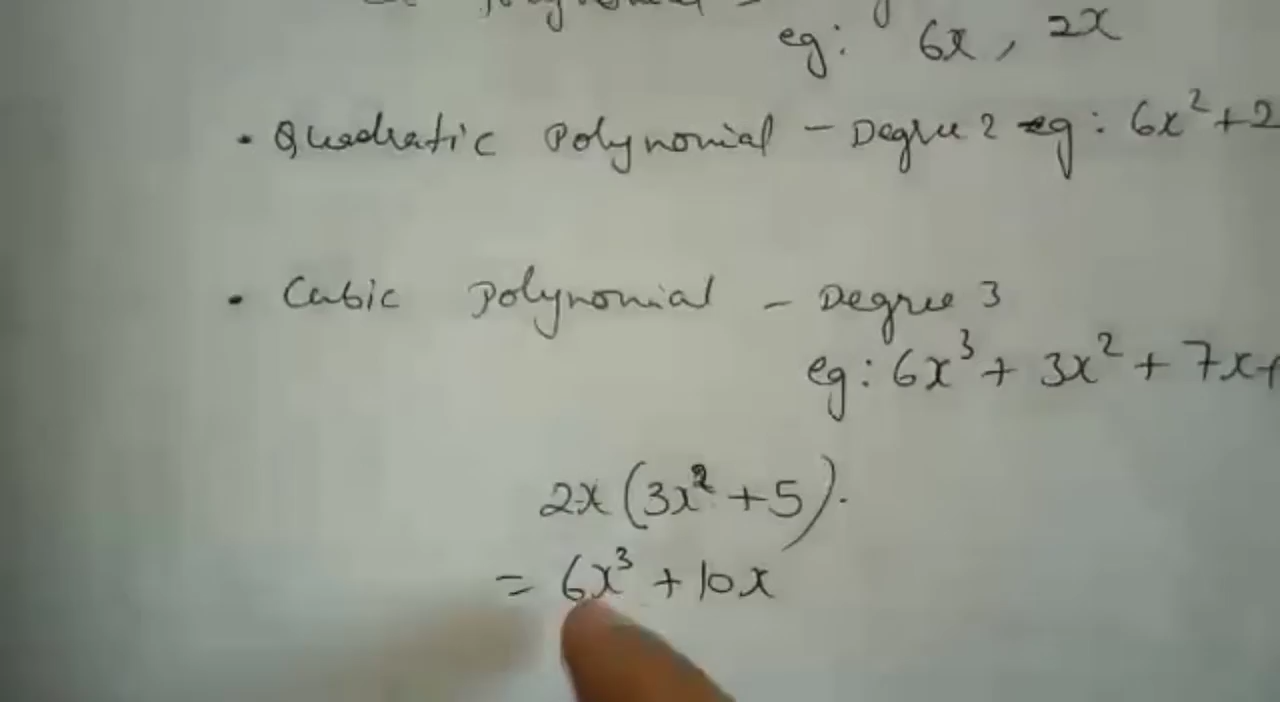 Polynomial -
eg: 6x, 2x
• Quadratic Polynomial - Degree 2 eg: 6x² + 2
• Cubic Polynomial - Degree 3
eg: 6x³ + 3x² + 7x +
2x (3x² + 5).
= 6x³ + 10x